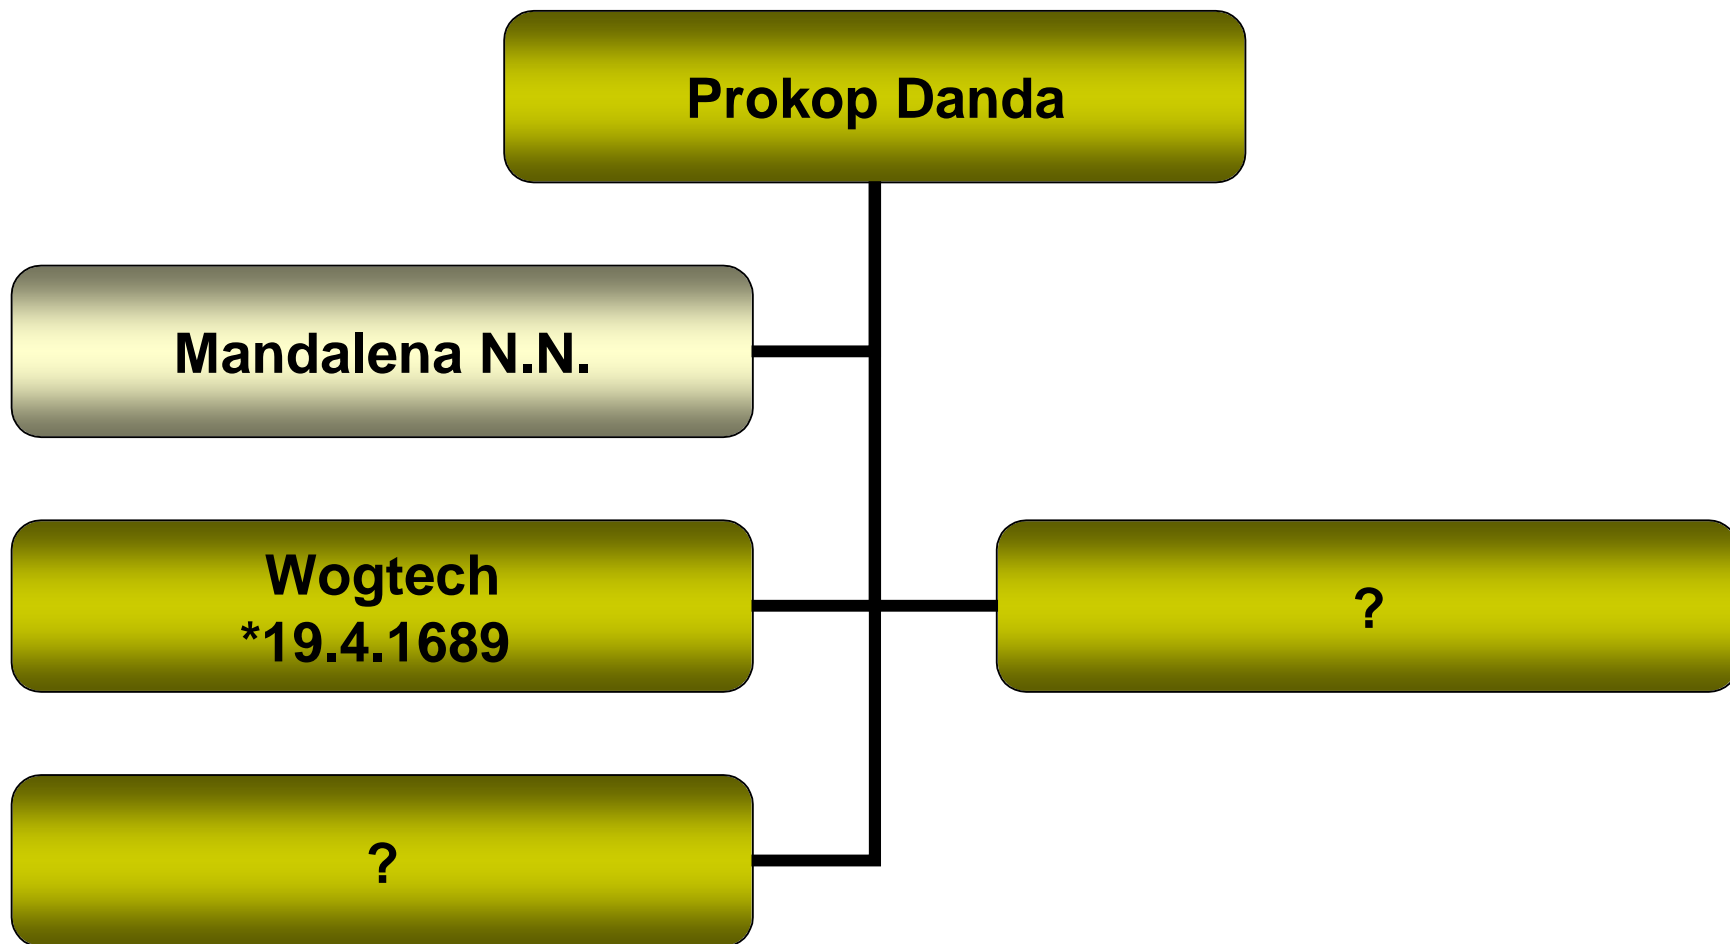 Prokop Danda
Mandalena N.N.
Wogtech
*19.4.1689
?
?